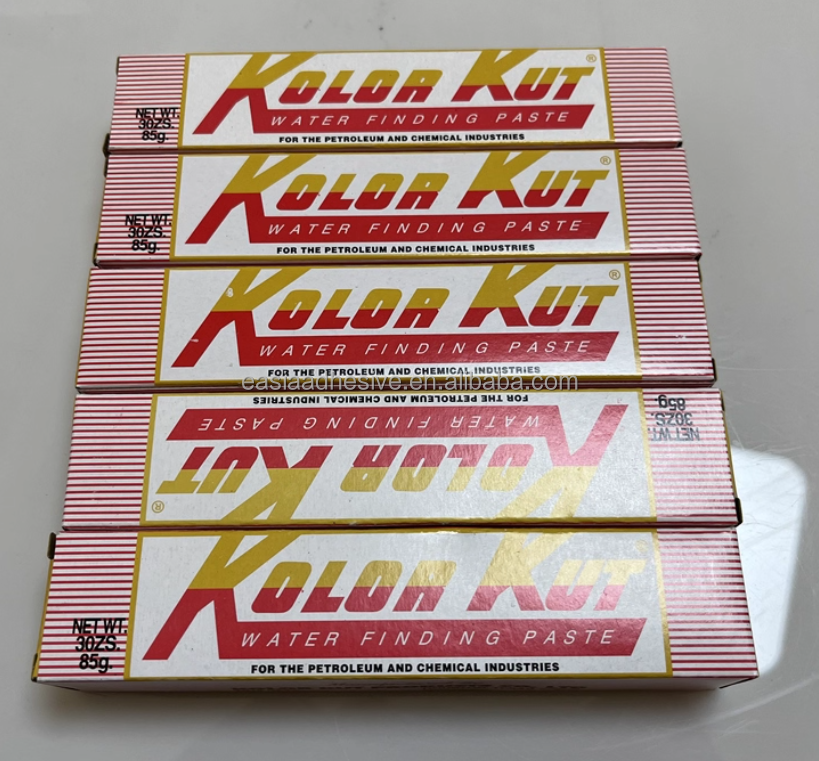 KOLOR KUT®
WATER FINDING PASTE
FOR THE PETROLEUM AND CHEMICAL INDUSTRIES
NET WT.
3OZS.
85g.
KOLOR KUT®
WATER FINDING PASTE
FOR THE PETROLEUM AND CHEMICAL INDUSTRIES
NET WT.
3OZS.
85g.
KOLOR KUT®
WATER FINDING PASTE
FOR THE PETROLEUM AND CHEMICAL INDUSTRIES
easiaadhesive.en.alibaba.com
KOLOR KUT®
WATER FINDING PASTE
FOR THE PETROLEUM AND CHEMICAL INDUSTRIES
NET WT.
3OZS.
85g
KOLOR KUT
WATER FINDING PASTE
FOR THE PETROLEUM AND CHEMICAL INDUSTRIES
NET WT.
3OZS.
85g.